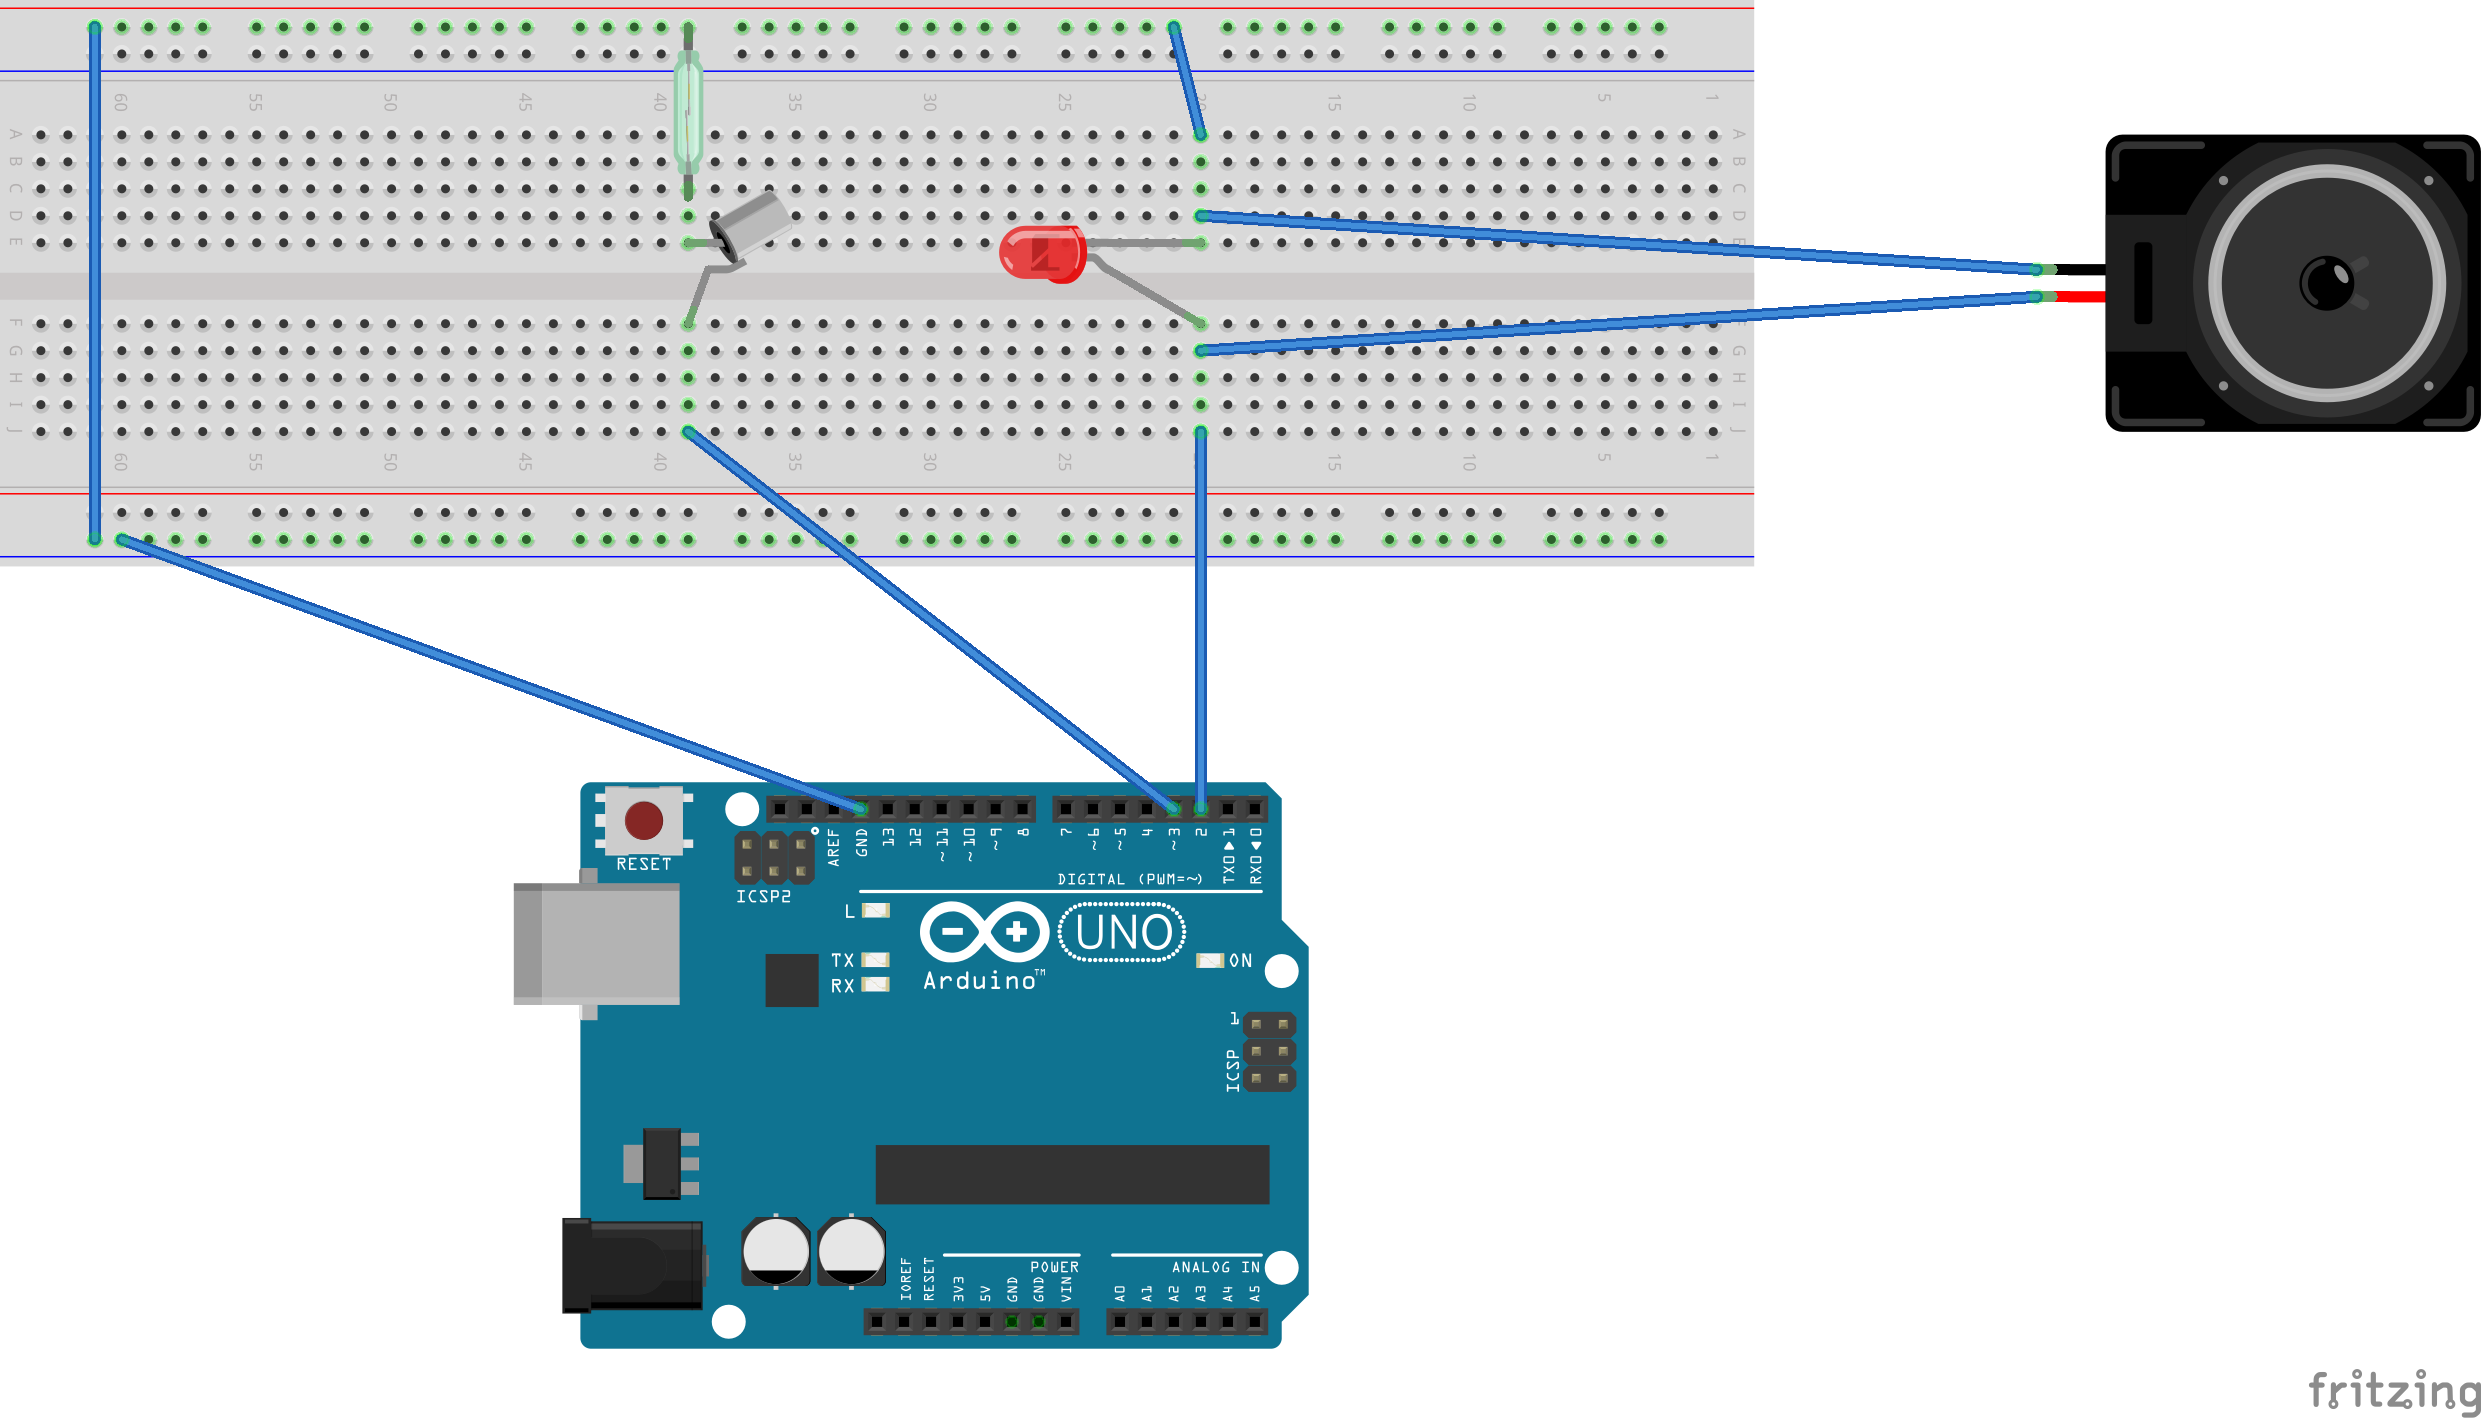 60 55 50 45 40 35 30 25 20 15 10 5 1
A A
B B
C C
D D
E E
F F
G G
H H
I I
J J
60 55 50 45 40 35 30 25 15 10 5 1
RESET
AREF GND 13 12 ~11 ~10 ~9 8 7 ~6 ~5 4 ~3 2 TX0▶1 RX0◀0
DIGITAL (PWM=~)
ICSP2
L
TX
RX
UNO
Arduino™
ON
1
ICSP
POWER
ANALOG IN
IOREF RESET 3V3 5V GND GND VIN A0 A1 A2 A3 A4 A5
fritzing